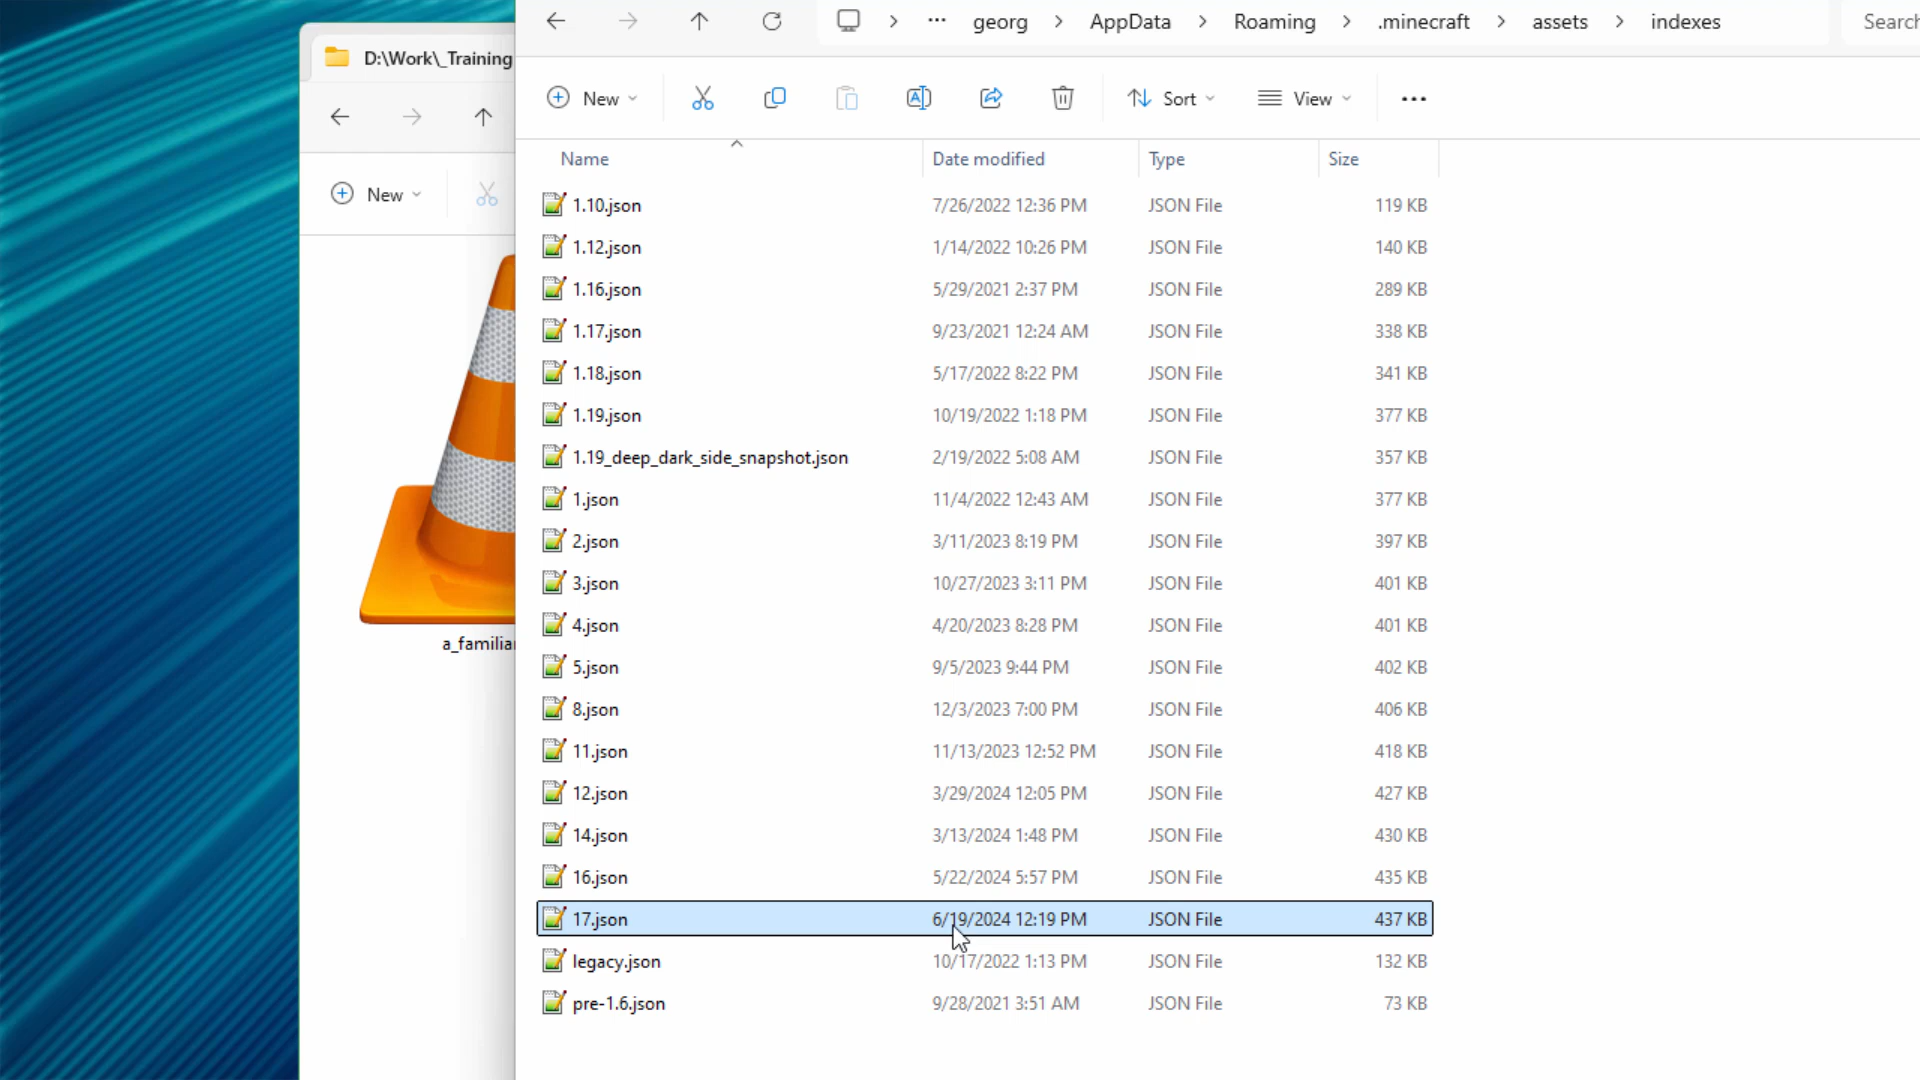 D:\Work\_Training
New
a_familia
georg > AppData > Roaming > .minecraft > assets > indexes
Search
New
Sort
View
Name Date modified Type Size
1.10.json 7/26/2022 12:36 PM JSON File 119 KB
1.12.json 1/14/2022 10:26 PM JSON File 140 KB
1.16.json 5/29/2021 2:37 PM JSON File 289 KB
1.17.json 9/23/2021 12:24 AM JSON File 338 KB
1.18.json 5/17/2022 8:22 PM JSON File 341 KB
1.19.json 10/19/2022 1:18 PM JSON File 377 KB
1.19_deep_dark_side_snapshot.json 2/19/2022 5:08 AM JSON File 357 KB
1.json 11/4/2022 12:43 AM JSON File 377 KB
2.json 3/11/2023 8:19 PM JSON File 397 KB
3.json 10/27/2023 3:11 PM JSON File 401 KB
4.json 4/20/2023 8:28 PM JSON File 401 KB
5.json 9/5/2023 9:44 PM JSON File 402 KB
8.json 12/3/2023 7:00 PM JSON File 406 KB
11.json 11/13/2023 12:52 PM JSON File 418 KB
12.json 3/29/2024 12:05 PM JSON File 427 KB
14.json 3/13/2024 1:48 PM JSON File 430 KB
16.json 5/22/2024 5:57 PM JSON File 435 KB
17.json 6/19/2024 12:19 PM JSON File 437 KB
legacy.json 10/17/2022 1:13 PM JSON File 132 KB
pre-1.6.json 9/28/2021 3:51 AM JSON File 73 KB